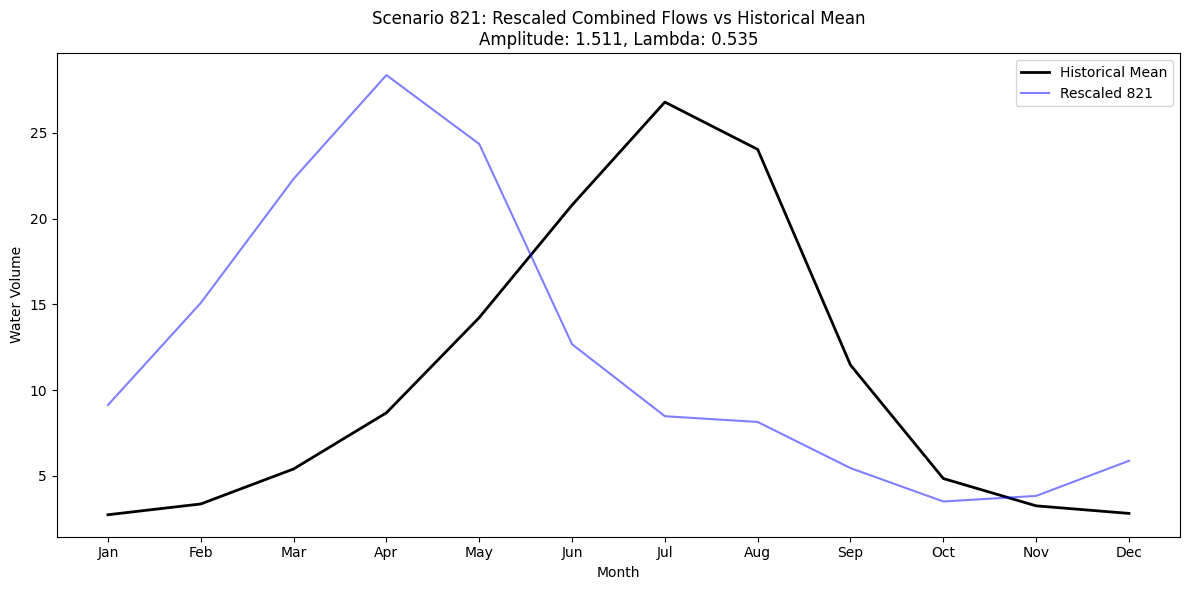 Scenario 821: Rescaled Combined Flows vs Historical Mean
Amplitude: 1.511, Lambda: 0.535
Historical Mean
Rescaled 821
Water Volume
25
20
15
10
5
Jan Feb Mar Apr May Jun Jul Aug Sep Oct Nov Dec
Month